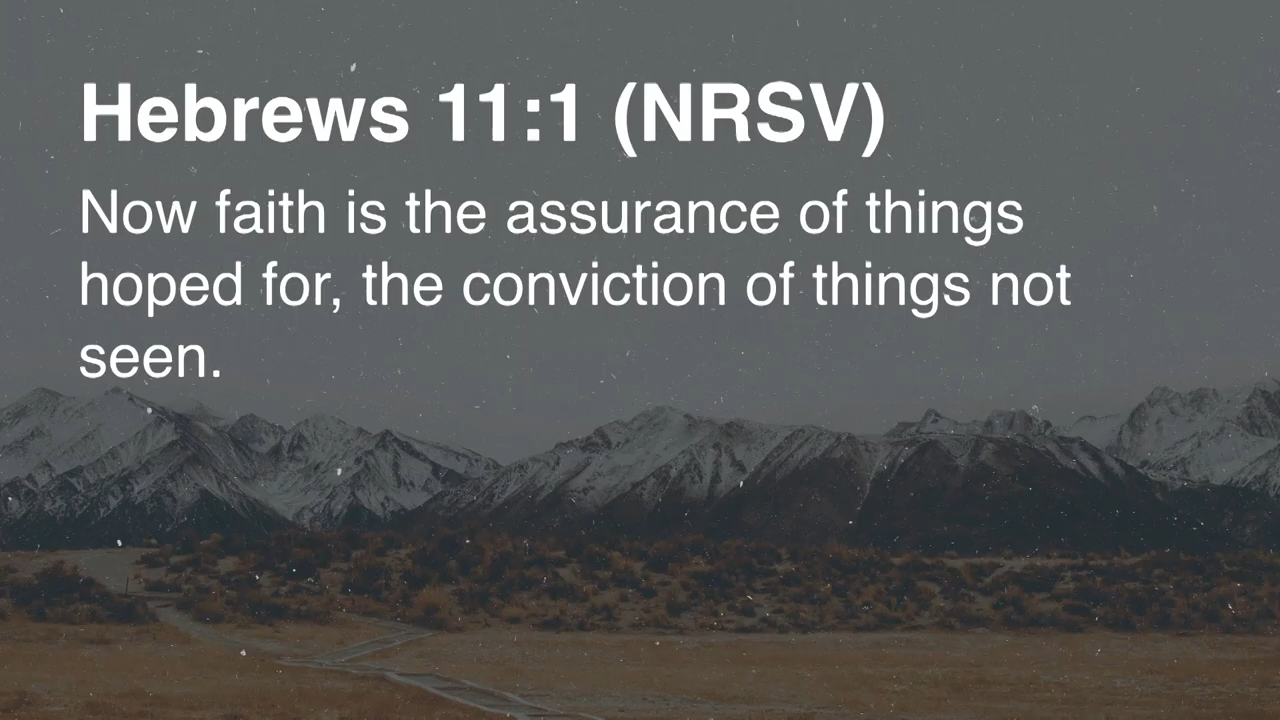 Hebrews 11:1 (NRSV)
Now faith is the assurance of things
hoped for, the conviction of things not
seen.